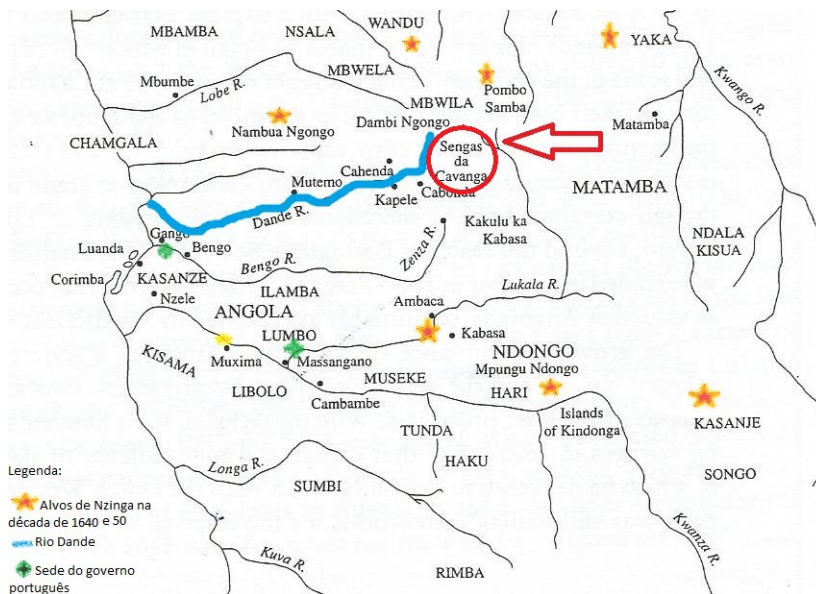 WANDU
NSALA
MBAMBA
YAKA
MBWELA
Mbumbe
Lobe R.
Kwango R.
Pombo
Samba
MBWILA
Dambi Ngongo
Matamba
Nambua Ngongo
CHAMGALA
Sengas
da
Cavanga
Cahenda
Mutemo
Kapele
Cabonda
MATAMBA
Dande R.
Kakulu ka
Kabasa
Gango
Luanda
Bengo
Zenza R.
NDALA
KISUA
Bengo R.
Corimba
KASANZE
Nzele
ILAMBA
Lukala R.
ANGOLA
Ambaca
LUMBO
Kabasa
KISAMA
Muxima
Massangano
NDONGO
Mpungu Ndongo
MUSEKE
HARI
LIBOLO
Cambambe
Islands
of Kindonga
KASANJE
TUNDA
HAKU
Longa R.
SONGO
SUMBI
Kwanza R.
Kuva R.
RIMBA
Legenda:
Alvos de Nzinga na
década de 1640 e 50
Rio Dande
Sede do governo
português